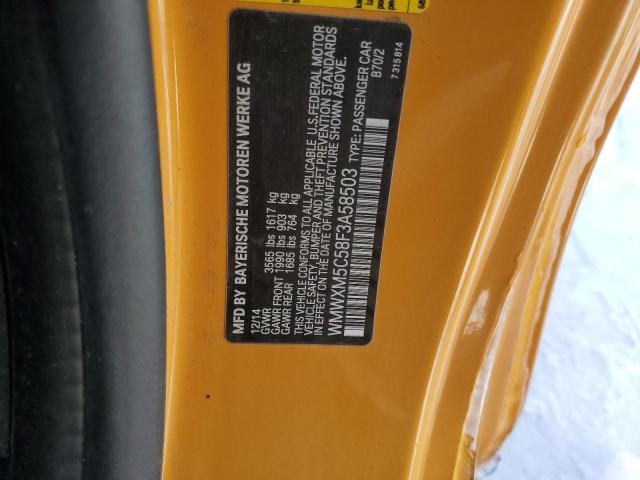 MFD BY BAYERISCHE MOTOREN WERKE AG
12/14
GVWR 3565 lbs 1617 kg
GAWR FRONT 1990 lbs 903 kg
GAWR REAR 1685 lbs 764 kg
THIS VEHICLE CONFORMS TO ALL APPLICABLE U.S. FEDERAL MOTOR
VEHICLE SAFETY, BUMPER AND THEFT PREVENTION STANDARDS
IN EFFECT ON THE DATE OF MANUFACTURE SHOWN ABOVE.
WMWXM5C58F3A58503 TYPE: PASSENGER CAR
B70/2
7 315 814